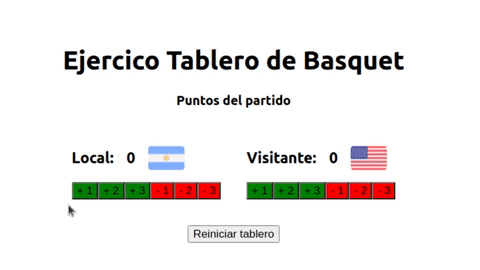 Ejercico Tablero de Basquet
Puntos del partido
Local: 0 Visitante: 0
+ 1 + 2 + 3 - 1 - 2 - 3 + 1 + 2 + 3 - 1 - 2 - 3
Reiniciar tablero